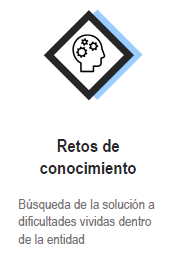 Retos de
conocimiento
Búsqueda de la solución a
dificultades vividas dentro
de la entidad